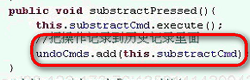 public void substractPressed(){
this.substractCmd.execute();
//把操作记录到历史记录里面
undoCmds.add(this.substractCmd)